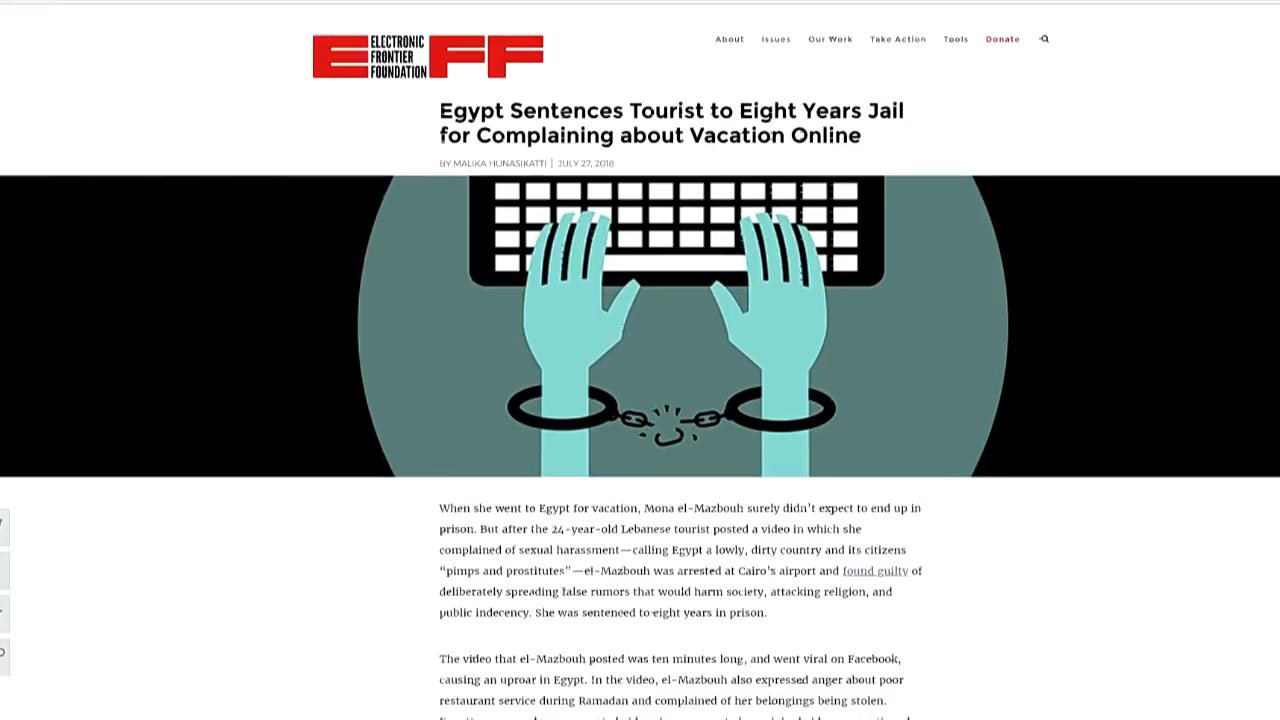 ELECTRONIC
FRONTIER
FOUNDATION
EFF
About Issues Our Work Take Action Tools Donate
Egypt Sentences Tourist to Eight Years Jail
for Complaining about Vacation Online
BY MALIKA HUNASIKATTI | JULY 27, 2018
When she went to Egypt for vacation, Mona el-Mazbouh surely didn't expect to end up in
prison. But after the 24-year-old Lebanese tourist posted a video in which she
complained of sexual harassment—calling Egypt a lowly, dirty country and its citizens
"pimps and prostitutes"—el-Mazbouh was arrested at Cairo's airport and found guilty of
deliberately spreading false rumors that would harm society, attacking religion, and
public indecency. She was sentenced to eight years in prison.
The video that el-Mazbouh posted was ten minutes long, and went viral on Facebook,
causing an uproar in Egypt. In the video, el-Mazbouh also expressed anger about poor
restaurant service during Ramadan and complained of her belongings being stolen.